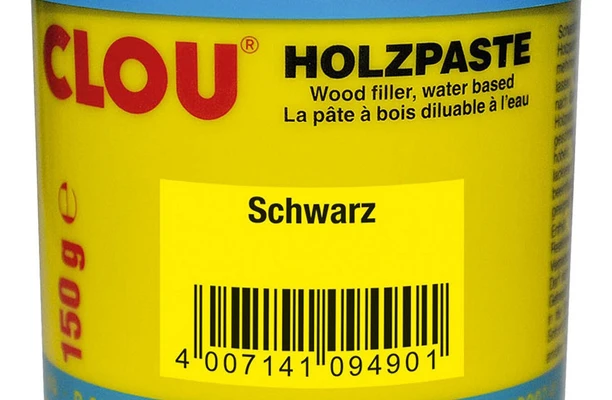 CLOU®
HOLZPASTE
Wood filler, water based
La pâte à bois diluable à l'eau
150 g e
Schwarz
4 007141 094901